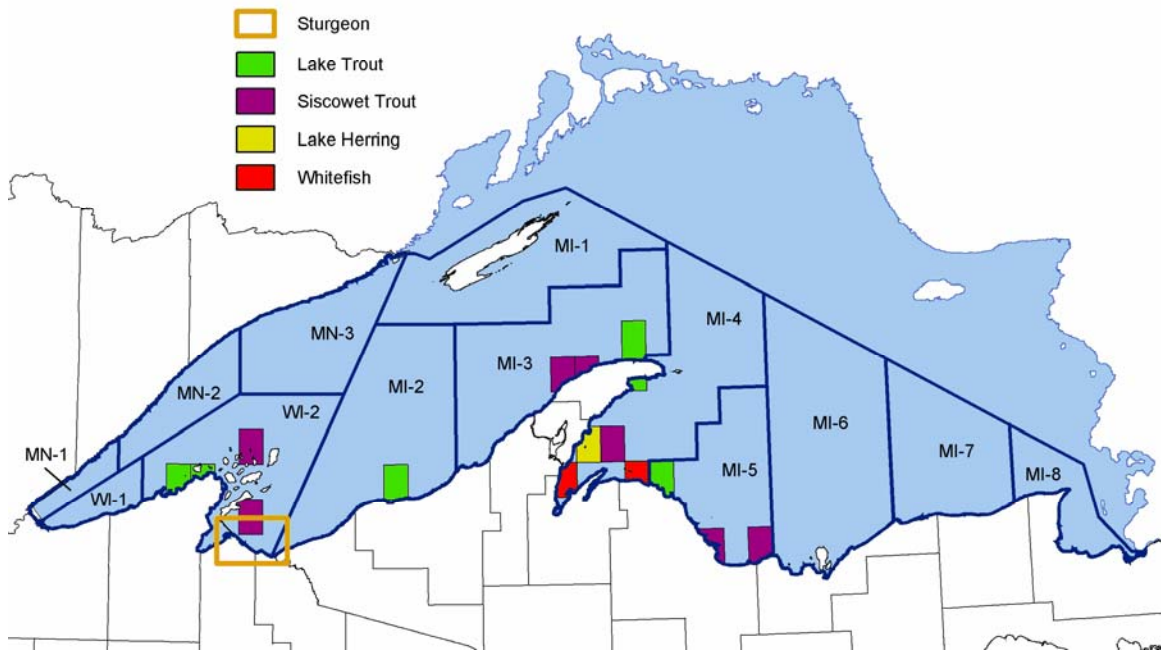 Sturgeon
Lake Trout
Siscowet Trout
Lake Herring
Whitefish
MI-1
MN-3
MI-4
MI-3
MI-2
MN-2
WI-2
MI-6
MN-1
MI-7
MI-5
MI-8
WI-1